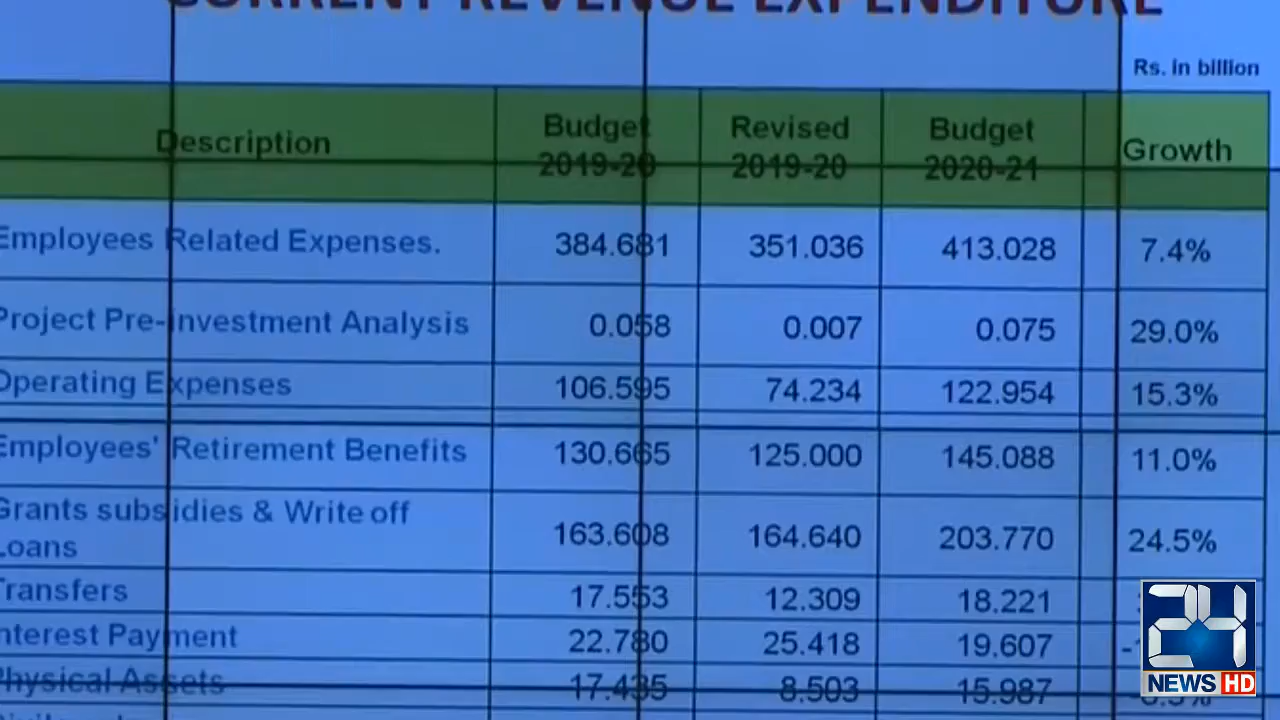 CURRENT REVENUE EXPENDITURE
Rs. in billion
Description Budget 2019-20 Revised 2019-20 Budget 2020-21 Growth
Employees Related Expenses. 384.681 351.036 413.028 7.4%
Project Pre-investment Analysis 0.058 0.007 0.075 29.0%
Operating Expenses 106.595 74.234 122.954 15.3%
Employees' Retirement Benefits 130.665 125.000 145.088 11.0%
Grants subsidies & Write off
Loans 163.608 164.640 203.770 24.5%
Transfers 17.553 12.309 18.221
Interest Payment 22.780 25.418 19.607
Physical Assets 17.435 8.503 15.987
24
NEWS HD